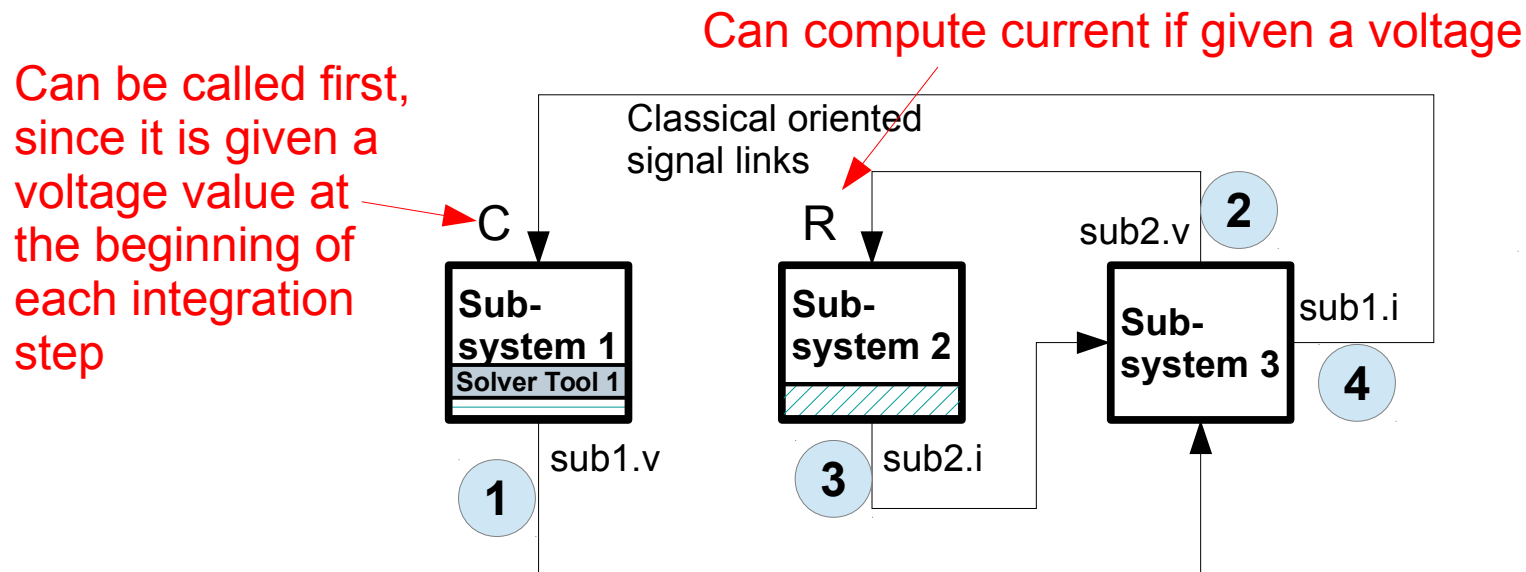 Can compute current if given a voltage
Can be called first,
since it is given a
voltage value at
the beginning of
each integration
step
Classical oriented
signal links
C
R
sub2.v
2
Sub-
system 1
Solver Tool 1
Sub-
system 2
Sub-
system 3
sub1.i
4
1
sub1.v
3
sub2.i